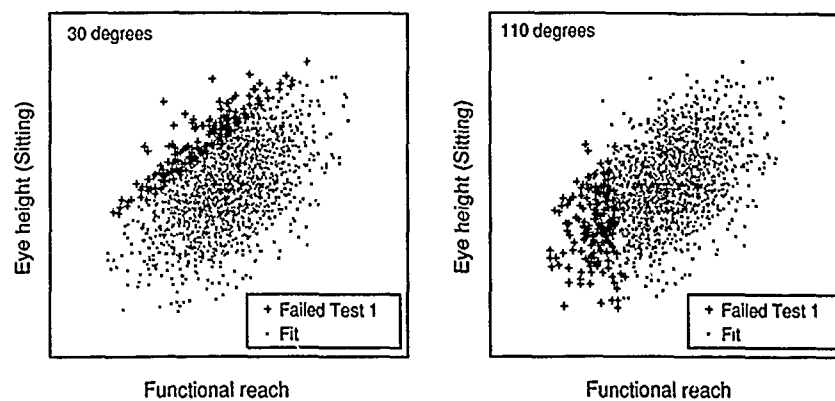 30 degrees
Eye height (Sitting)
+ Failed Test 1
· Fit
Functional reach
110 degrees
Eye height (Sitting)
+ Failed Test 1
· Fit
Functional reach